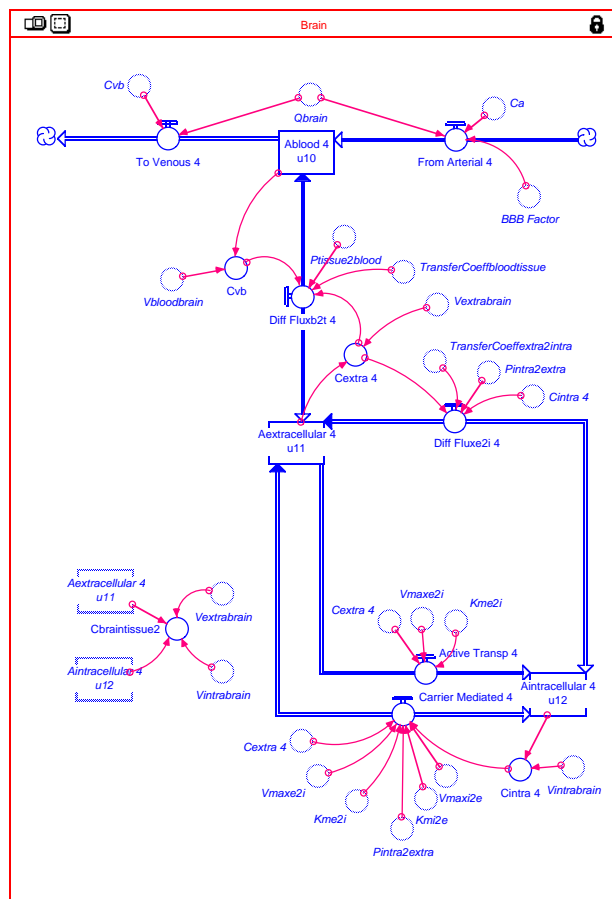 Brain
Cvb
Qbrain
Ca
To Venous 4
Ablood 4
u10
From Arterial 4
BBB Factor
Vbloodbrain
Cvb
Ptissue2blood
TransferCoeffbloodtissue
Diff Fluxb2t 4
Vextrabrain
Cextra 4
TransferCoeffextra2intra
Pintra2extra
Cintra 4
Aextracellular 4
u11
Diff Fluxe2i 4
Aextracellular 4
u11
Vextrabrain
Cbraintissue2
Aintracellular 4
u12
Vintrabrain
Cextra 4
Vmaxe2i
Kme2i
Active Transp 4
Carrier Mediated 4
Aintracellular 4
u12
Cextra 4
Vmaxe2i
Kme2i
Pintra2extra
Kmi2e
Vmaxi2e
Cintra 4
Vintrabrain